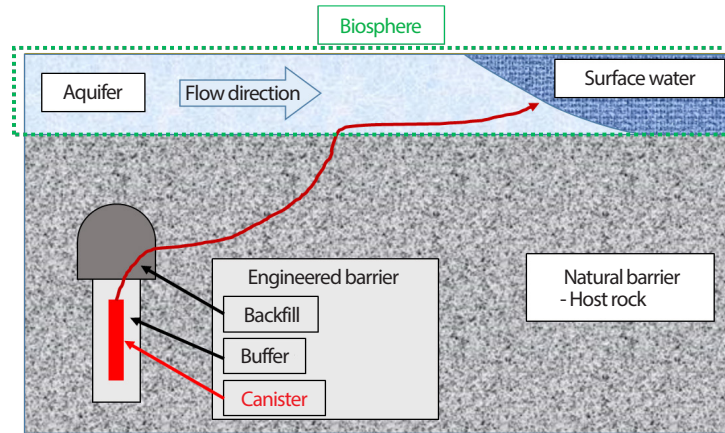 Biosphere
Aquifer
Flow direction
Surface water
Engineered barrier
Backfill
Buffer
Canister
Natural barrier
- Host rock